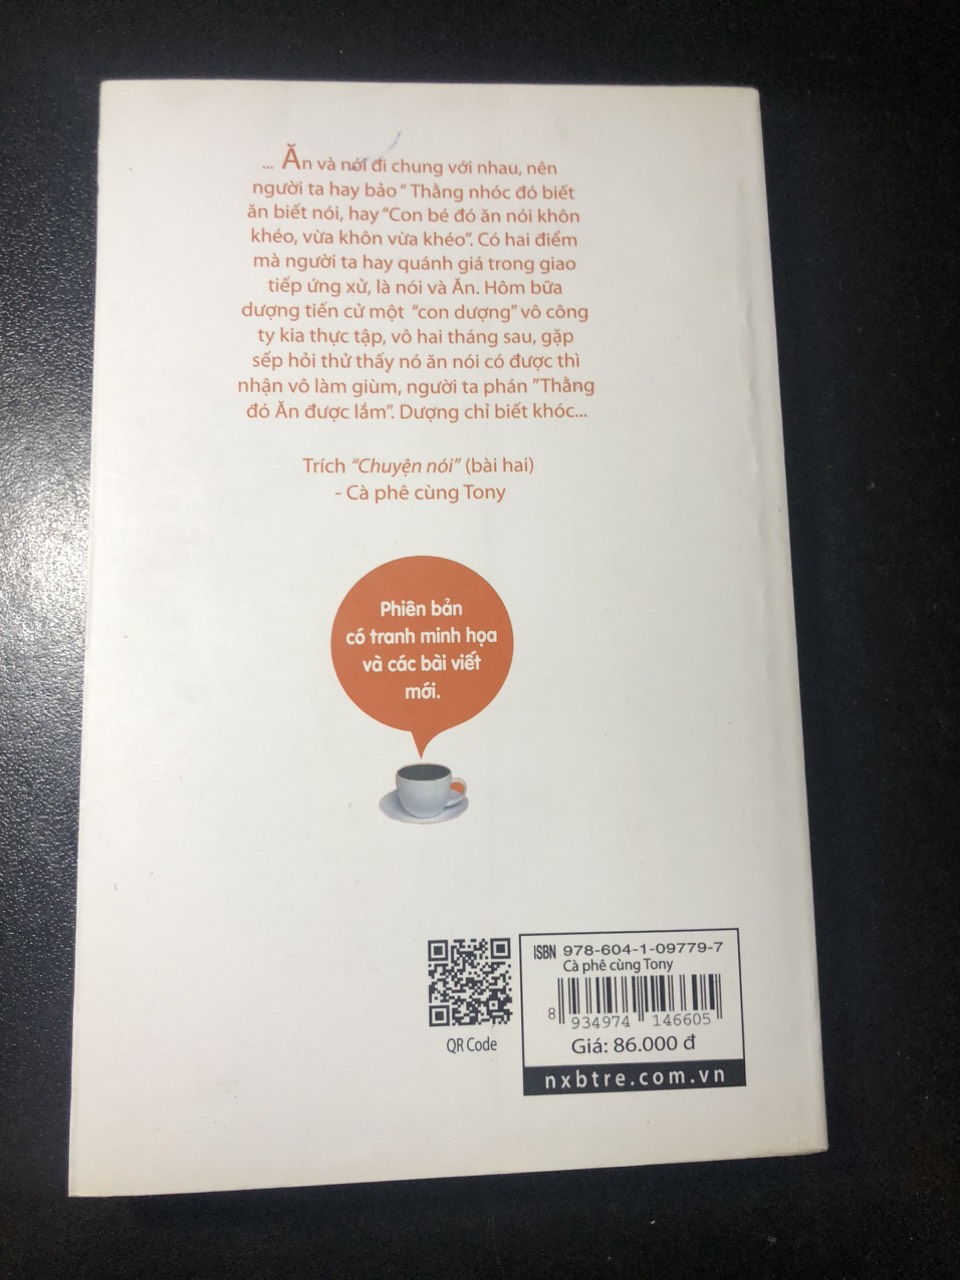 ... Ăn và nói đi chung với nhau, nên
người ta hay bảo “ Thằng nhóc đó biết
ăn biết nói, hay “Con bé đó ăn nói khôn
khéo, vừa khôn vừa khéo”. Có hai điểm
mà người ta hay quánh giá trong giao
tiếp ứng xử, là nói và Ăn. Hôm bữa
dượng tiến cử một “con dượng” vô công
ty kia thực tập, vô hai tháng sau, gặp
sếp hỏi thử thấy nó ăn nói có được thì
nhận vô làm giùm, người ta phán ”Thằng
đó Ăn được lắm”. Dượng chỉ biết khóc...
Trích “Chuyện nói” (bài hai)
- Cà phê cùng Tony
Phiên bản
có tranh minh họa
và các bài viết
mới.
QR Code
ISBN 978-604-1-09779-7
Cà phê cùng Tony
8 934974 146605
Giá: 86.000 đ
nxbtre.com.vn